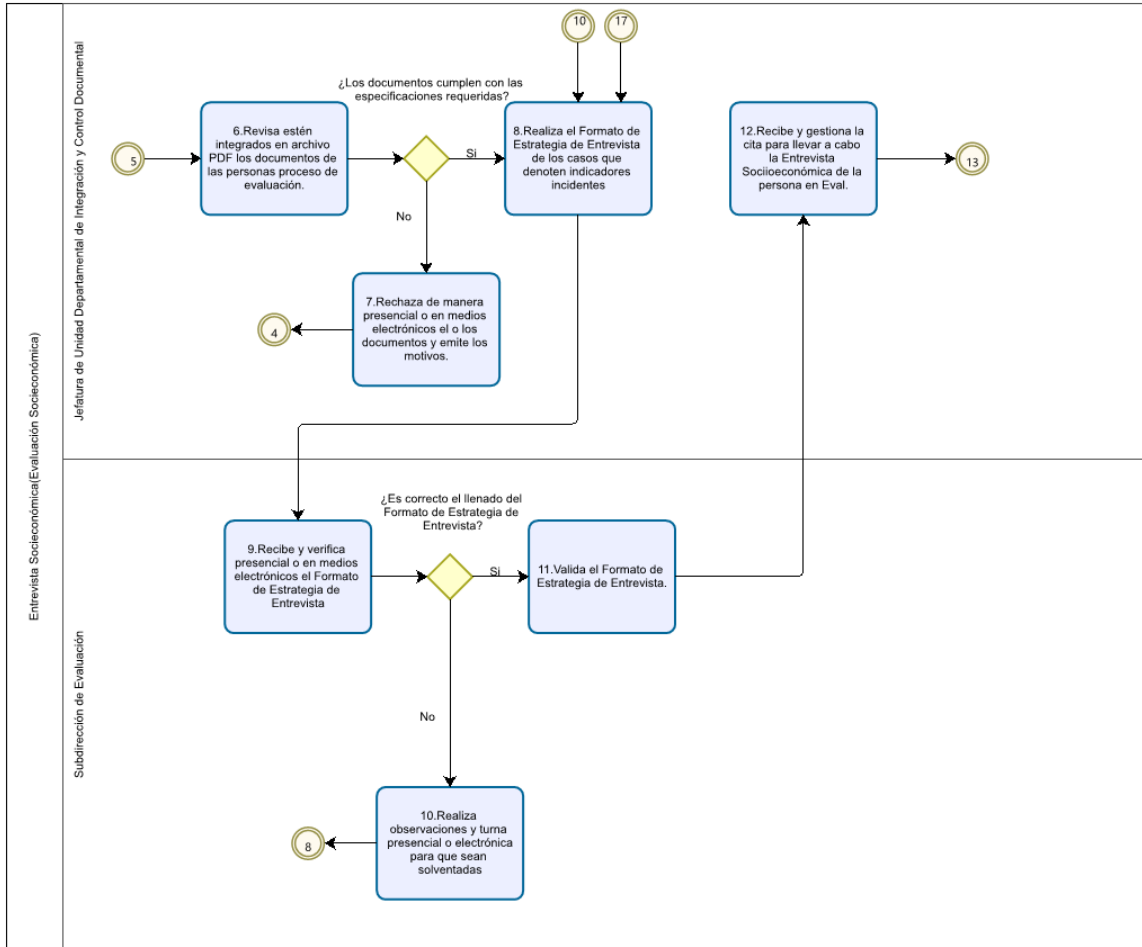 Entrevista Socieconómica(Evaluación Socieconómica)
Jefatura de Unidad Departamental de Integración y Control Documental
10
17
¿Los documentos cumplen con las
especificaciones requeridas?
5
6.Revisa estén
integrados en archivo
PDF los documentos de
las personas proceso de
evaluación.
Si
No
8.Realiza el Formato de
Estrategia de Entrevista
de los casos que
denoten indicadores
incidentes
12.Recibe y gestiona la
cita para llevar a cabo
la Entrevista
Sociioeconómica de la
persona en Eval.
13
4
7.Rechaza de manera
presencial o en medios
electrónicos el o los
documentos y emite los
motivos.
Subdirección de Evaluación
¿Es correcto el llenado del
Formato de Estrategia de
Entrevista?
9.Recibe y verifica
presencial o en medios
electrónicos el Formato
de Estrategia de
Entrevista
Si
11.Valida el Formato de
Estrategia de Entrevista.
No
8
10.Realiza
observaciones y turna
presencial o electrónica
para que sean
solventadas